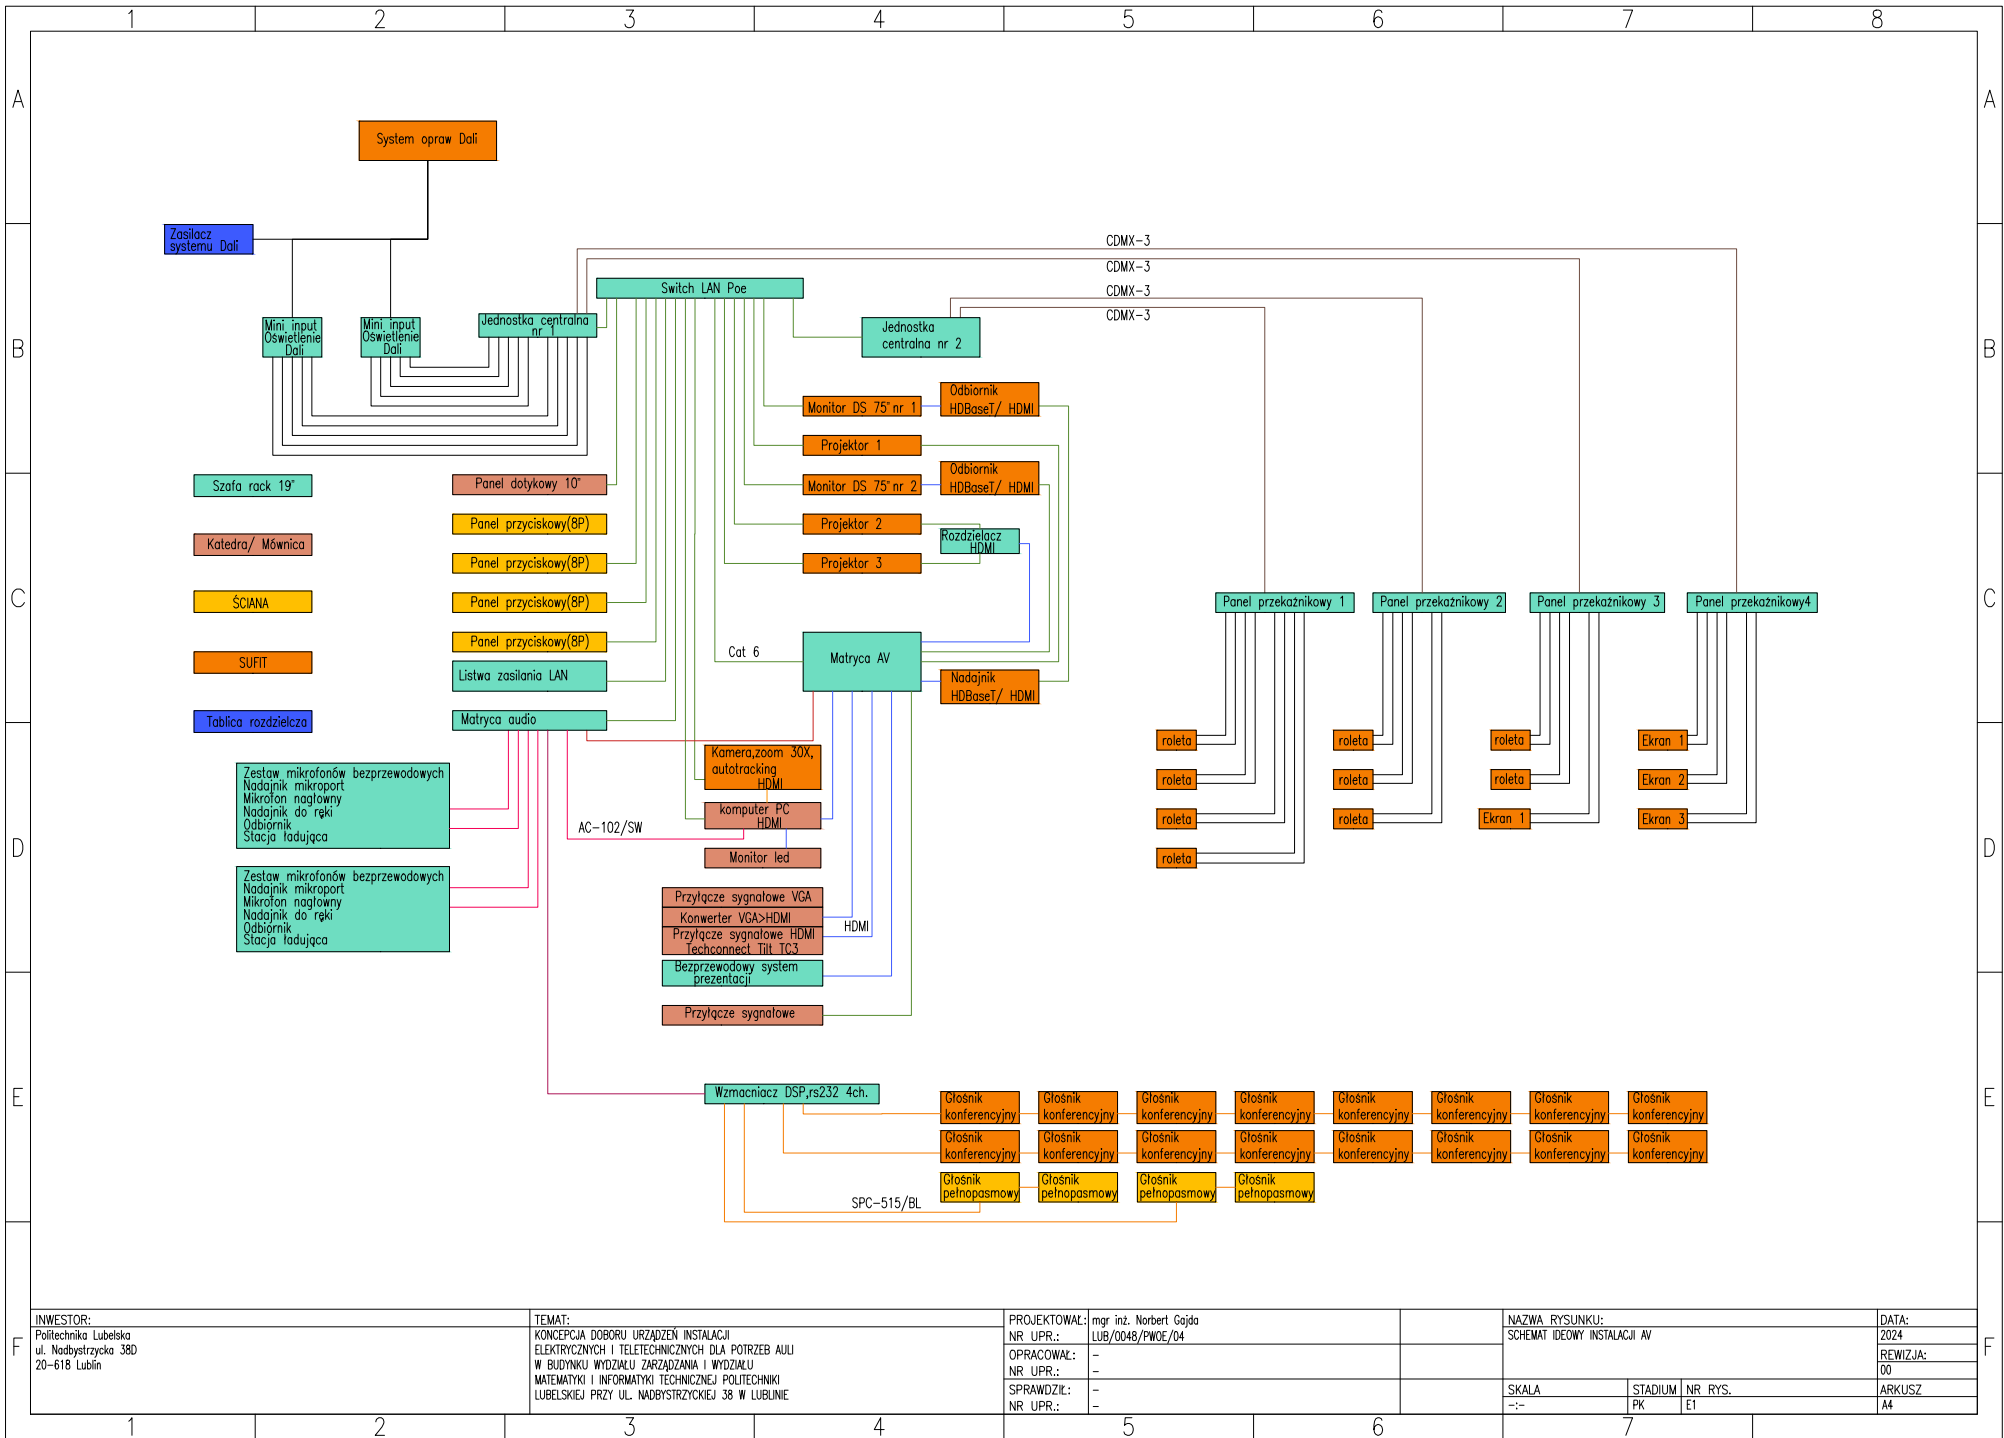 1 2 3 4 5 6 7 8
A A
System opraw Dali
Zasilacz
systemu Dali
CDMX-3
CDMX-3
CDMX-3
CDMX-3
Switch LAN Poe
Mini input
Oświetlenie
Dali
Mini input
Oświetlenie
Dali
Jednostka centralna
nr 1
Jednostka
centralna nr 2
B B
Monitor DS 75"nr 1
Odbiornik
HDBaseT/ HDMI
Projektor 1
Szafa rack 19"
Panel dotykowy 10"
Monitor DS 75"nr 2
Odbiornik
HDBaseT/ HDMI
Panel przyciskowy(8P)
Projektor 2
Katedra/ Mównica
Rozdzielacz
HDMI
Panel przyciskowy(8P)
Projektor 3
C C
ŚCIANA
Panel przyciskowy(8P)
Panel przekaźnikowy 1
Panel przekaźnikowy 2
Panel przekaźnikowy 3
Panel przekaźnikowy4
Panel przyciskowy(8P)
SUFIT
Cat 6
Matryca AV
Listwa zasilania LAN
Nadajnik
HDBaseT/ HDMI
Tablica rozdzielcza
Matryca audio
roleta
roleta
roleta
Ekran 1
Kamera,zoom 30X,
autotracking
HDMI
roleta
roleta
roleta
Ekran 2
Zestaw mikrofonów bezprzewodowych
Nadajnik mikroport
Mikrofon nagłowny
Nadajnik do ręki
Odbiornik
Stacja ładująca
komputer PC
HDMI
AC-102/SW
roleta
roleta
Ekran 1
Ekran 3
D D
Monitor led
roleta
Zestaw mikrofonów bezprzewodowych
Nadajnik mikroport
Mikrofon nagłowny
Nadajnik do ręki
Odbiornik
Stacja ładująca
Przyłącze sygnałowe VGA
Konwerter VGA>HDMI
HDMI
Przyłącze sygnałowe HDMI
Techconnect Tilt TC3
Bezprzewodowy system
prezentacji
Przyłącze sygnałowe
E E
Wzmacniacz DSP,rs232 4ch.
Głośnik
konferencyjny
Głośnik
konferencyjny
Głośnik
konferencyjny
Głośnik
konferencyjny
Głośnik
konferencyjny
Głośnik
konferencyjny
Głośnik
konferencyjny
Głośnik
konferencyjny
Głośnik
konferencyjny
Głośnik
konferencyjny
Głośnik
konferencyjny
Głośnik
konferencyjny
Głośnik
konferencyjny
Głośnik
konferencyjny
Głośnik
konferencyjny
Głośnik
konferencyjny
Głośnik
pełnopasmowy
Głośnik
pełnopasmowy
Głośnik
pełnopasmowy
Głośnik
pełnopasmowy
SPC-515/BL
F F
INWESTOR:
Politechnika Lubelska
ul. Nadbystrzycka 38D
20-618 Lublin
TEMAT:
KONCEPCJA DOBORU URZĄDZEŃ INSTALACJI
ELEKTRYCZNYCH I TELETECHNICZNYCH DLA POTRZEB AULI
W BUDYNKU WYDZIAŁU ZARZĄDZANIA I WYDZIAŁU
MATEMATYKI I INFORMATYKI TECHNICZNEJ POLITECHNIKI
LUBELSKIEJ PRZY UL. NADBYSTRZYCKIEJ 38 W LUBLINIE
PROJEKTOWAŁ: mgr inż. Norbert Gajda
NR UPR.: LUB/0048/PWOE/04
OPRACOWAŁ: -
NR UPR.: -
SPRAWDZIŁ: -
NR UPR.: -
NAZWA RYSUNKU:
SCHEMAT IDEOWY INSTALACJI AV
DATA:
2024
REWIZJA:
00
SKALA STADIUM NR RYS. ARKUSZ
-:- PK E1 A4
1 2 3 4 5 6 7